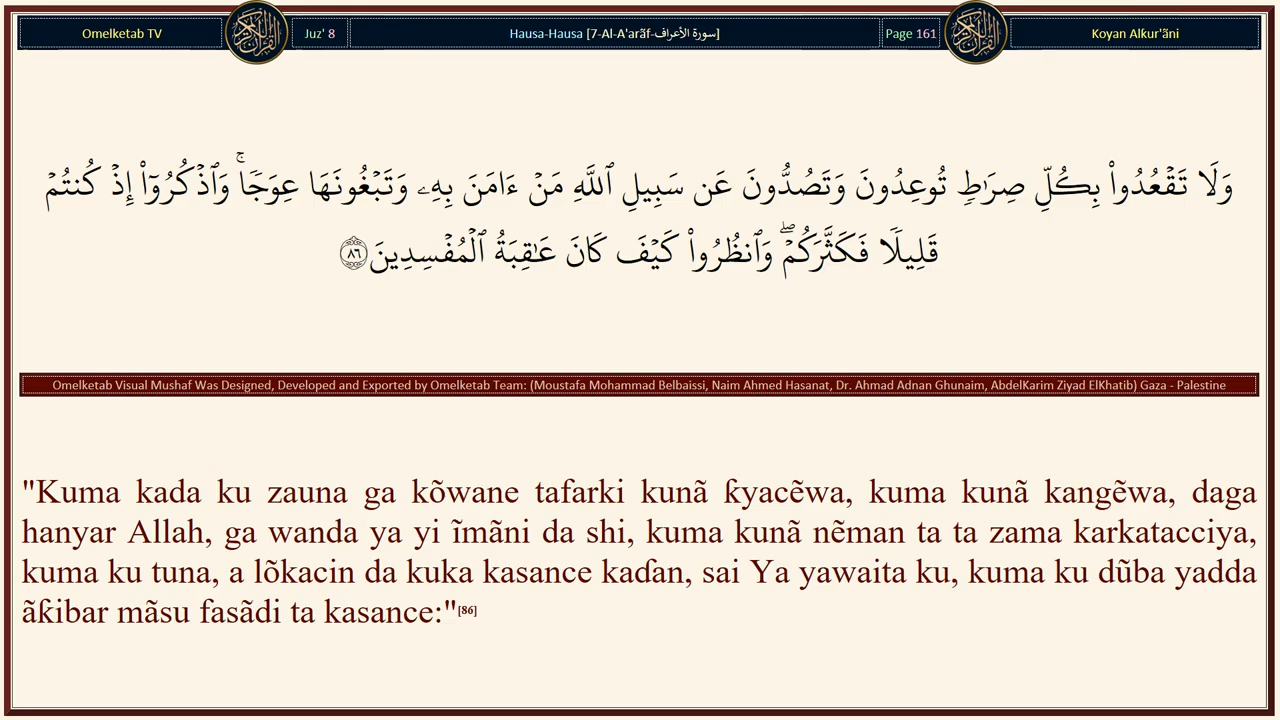 Omelketab TV
Juz' 8
Hausa-Hausa [7-Al-A'arãf-سورة الأعراف]
Page 161
Koyan Alƙur'ãni
وَلَا تَقۡعُدُواْ بِكُلِّ صِرَٰطٖ تُوعِدُونَ وَتَصُدُّونَ عَن سَبِيلِ ٱللَّهِ مَنۡ ءَامَنَ بِهِۦ وَتَبۡغُونَهَا عِوَجٗاۚ وَٱذۡكُرُوٓاْ إِذۡ كُنتُمۡ
قَلِيلٗا فَكَثَّرَكُمۡۖ وَٱنظُرُواْ كَيۡفَ كَانَ عَٰقِبَةُ ٱلۡمُفۡسِدِينَ ٨٦
Omelketab Visual Mushaf Was Designed, Developed and Exported by Omelketab Team: (Moustafa Mohammad Belbaissi, Naim Ahmed Hasanat, Dr. Ahmad Adnan Ghunaim, AbdelKarim Ziyad ElKhatib) Gaza - Palestine
"Kuma kada ku zauna ga kõwane tafarki kunã ƙyacẽwa, kuma kunã kangẽwa, daga
hanyar Allah, ga wanda ya yi ĩmãni da shi, kuma kunã nẽman ta ta zama karkatacciya,
kuma ku tuna, a lõkacin da kuka kasance kaɗan, sai Ya yawaita ku, kuma ku dũba yadda
ãƙibar mãsu fasãdi ta kasance:"[86]